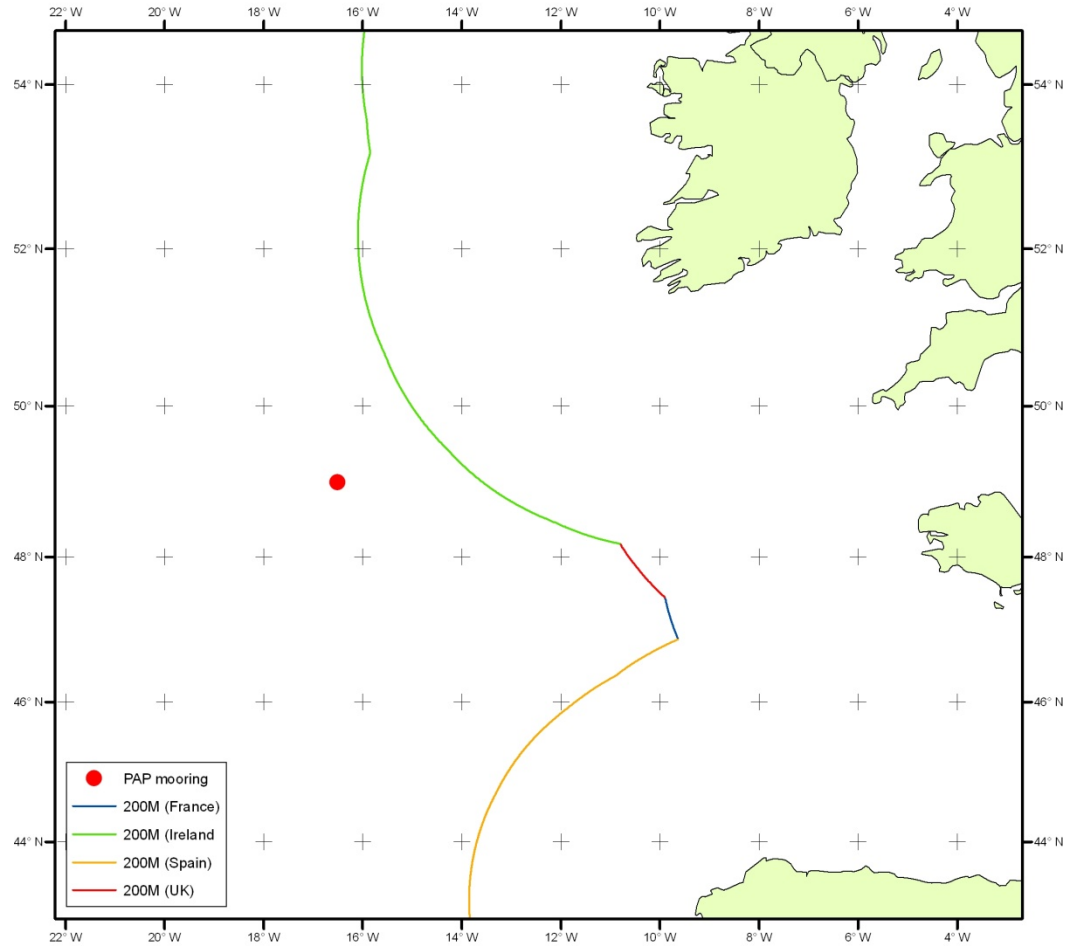 22° W 20° W 18° W 16° W 14° W 12° W 10° W 8° W 6° W 4° W
54° N 54° N
52° N 52° N
50° N 50° N
48° N 48° N
46° N 46° N
44° N 44° N
PAP mooring
200M (France)
200M (Ireland
200M (Spain)
200M (UK)
22° W 20° W 18° W 16° W 14° W 12° W 10° W 8° W 6° W 4° W